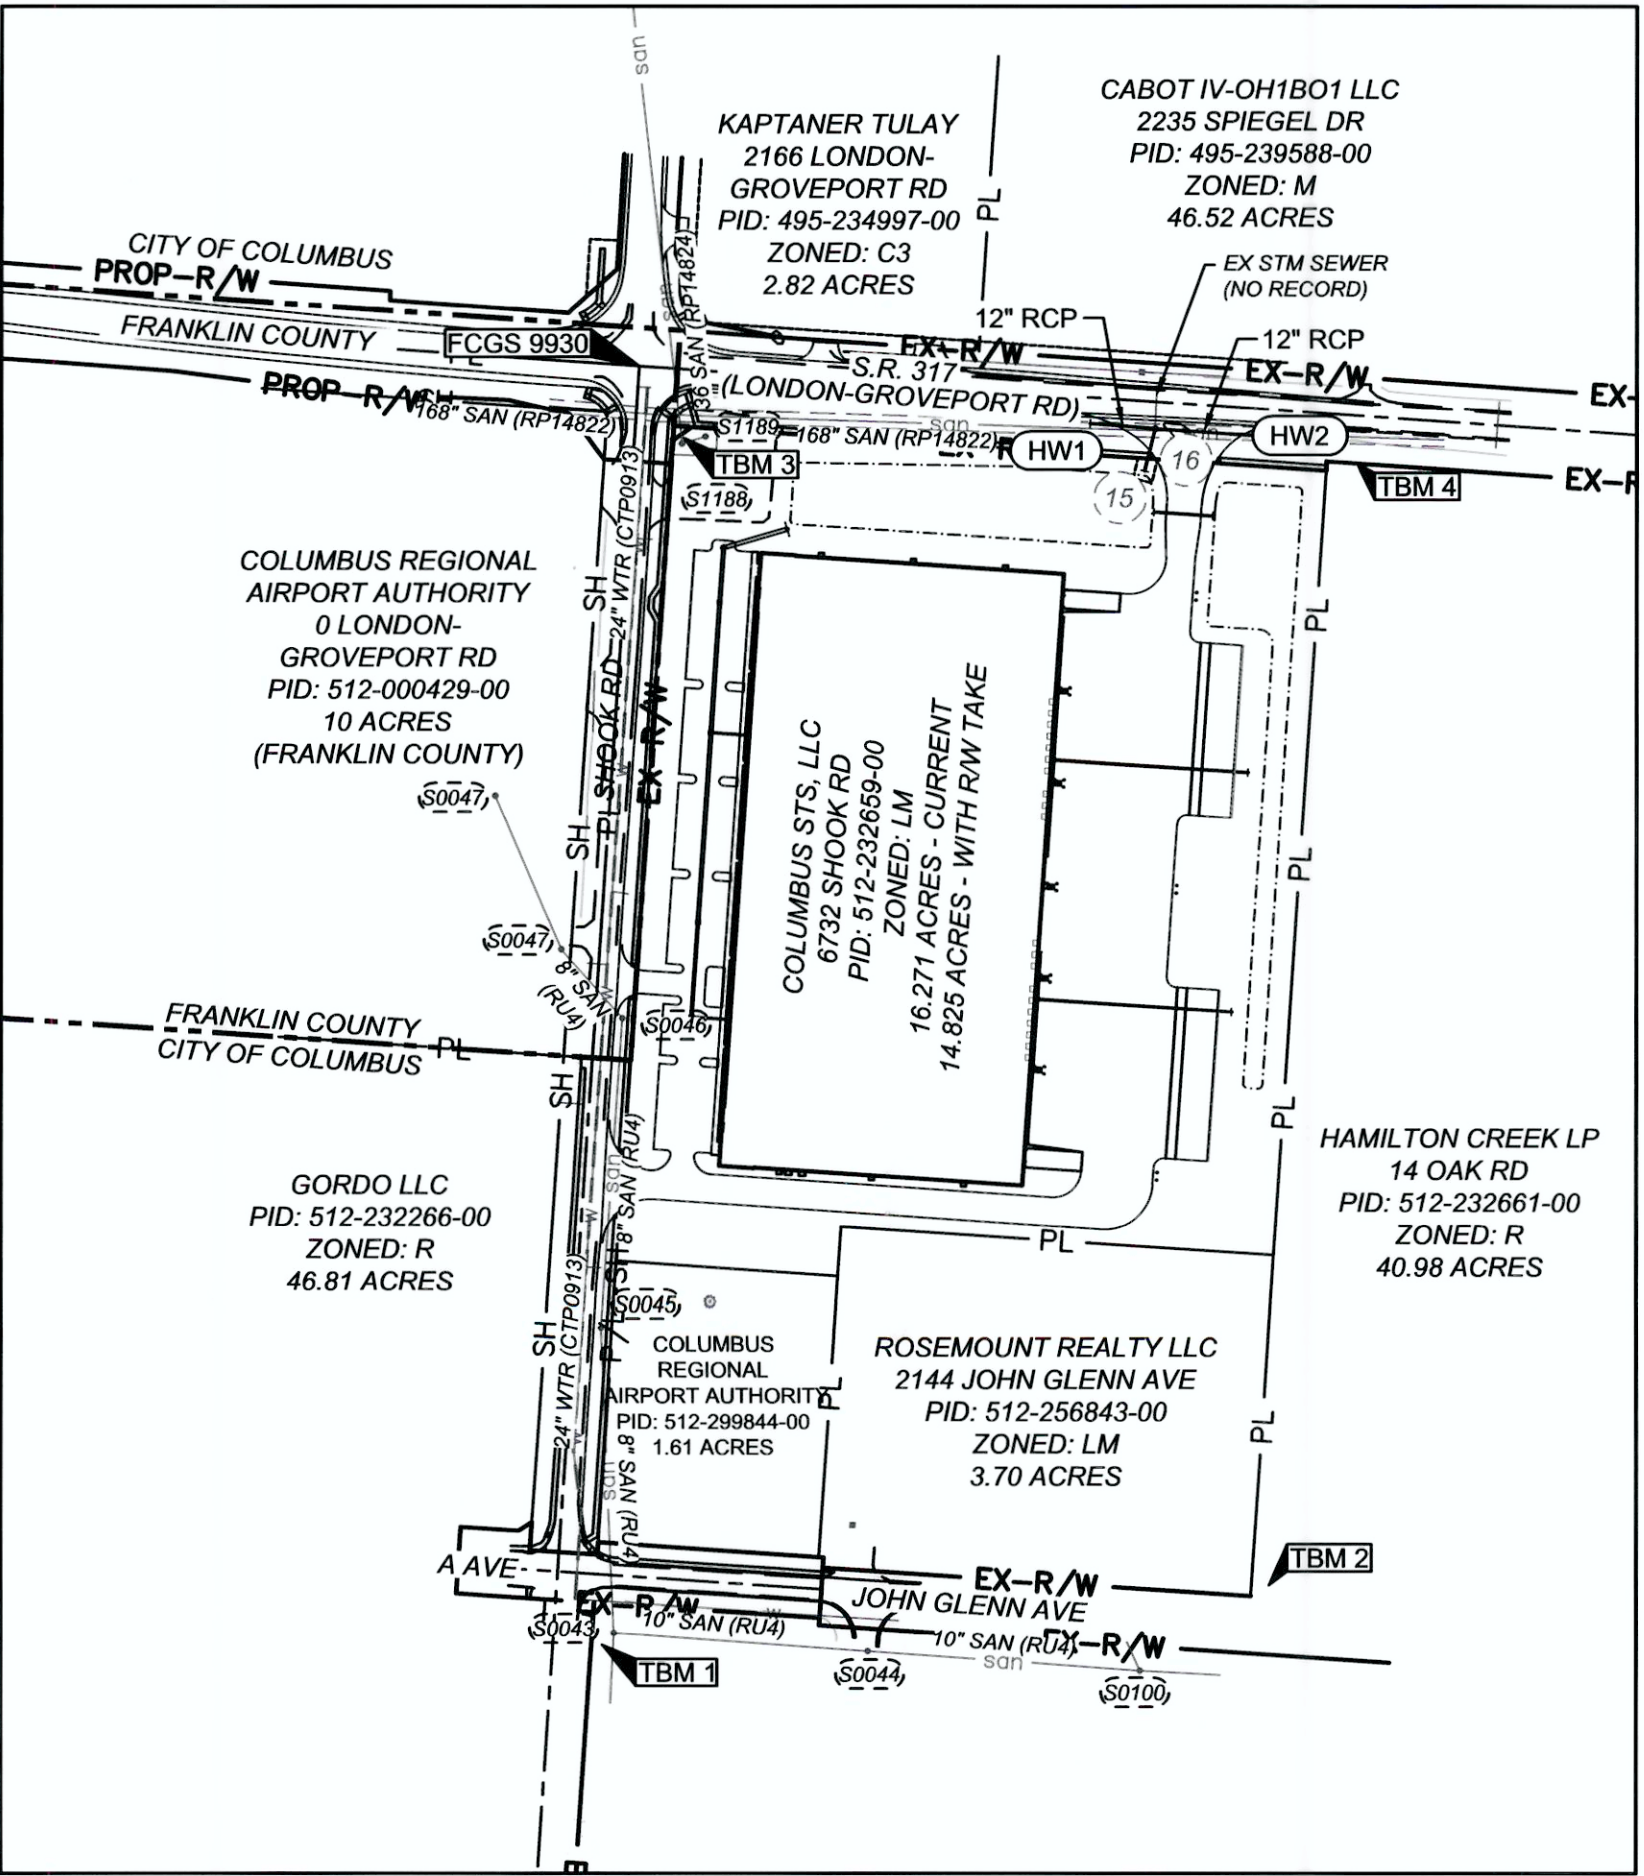 san
KAPTANER TULAY
2166 LONDON-
GROVEPORT RD
PID: 495-234997-00
ZONED: C3
2.82 ACRES
PL
CABOT IV-OH1BO1 LLC
2235 SPIEGEL DR
PID: 495-239588-00
ZONED: M
46.52 ACRES
EX STM SEWER
(NO RECORD)
12" RCP
12" RCP
CITY OF COLUMBUS
PROP-R/W
FRANKLIN COUNTY
FCGS 9930
PROP-R/W
168" SAN (RP14822)
san
36" SAN (RP14824)
EX-R/W
S.R. 317
(LONDON-GROVEPORT RD)
EX-R/W
EX-
san
S1189
168" SAN (RP14822)
HW1
HW2
16
15
TBM 3
TBM 4
EX-R
S1188
COLUMBUS REGIONAL
AIRPORT AUTHORITY
0 LONDON-
GROVEPORT RD
PID: 512-000429-00
10 ACRES
(FRANKLIN COUNTY)
SH
24" WTR (CTP0913)
w
SHOOK RD
PL
EX-R/W
w
SH
PL
PL
COLUMBUS STS, LLC
6732 SHOOK RD
PID: 512-232659-00
ZONED: LM
16.271 ACRES - CURRENT
14.825 ACRES - WITH R/W TAKE
S0047
S0047
8" SAN
(RU4)
w
S0046
FRANKLIN COUNTY
CITY OF COLUMBUS
PL
SH
PL
GORDO LLC
PID: 512-232266-00
ZONED: R
46.81 ACRES
san
8" SAN (RU4)
w
PL
HAMILTON CREEK LP
14 OAK RD
PID: 512-232661-00
ZONED: R
40.98 ACRES
SH
24" WTR (CTP0913)
S0045
COLUMBUS
REGIONAL
AIRPORT AUTHORITY
PID: 512-299844-00
1.61 ACRES
PL
ROSEMOUNT REALTY LLC
2144 JOHN GLENN AVE
PID: 512-256843-00
ZONED: LM
3.70 ACRES
PL
w
san
8" SAN (RU4)
A AVE
EX-R/W
JOHN GLENN AVE
TBM 2
EX-R/W
w
S0043
10" SAN (RU4)
10" SAN (RU4)
EX-R/W
san
TBM 1
S0044
S0100